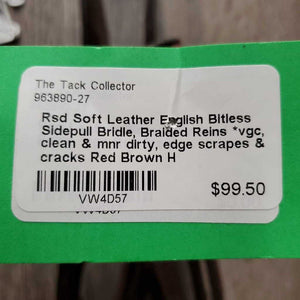 The Tack Collector
963890-27
Rsd Soft Leather English Bitless
Sidepull Bridle, Braided Reins *vgc,
clean & mnr dirty, edge scrapes &
cracks Red Brown H
$99.50
VW4D57
VW4D57